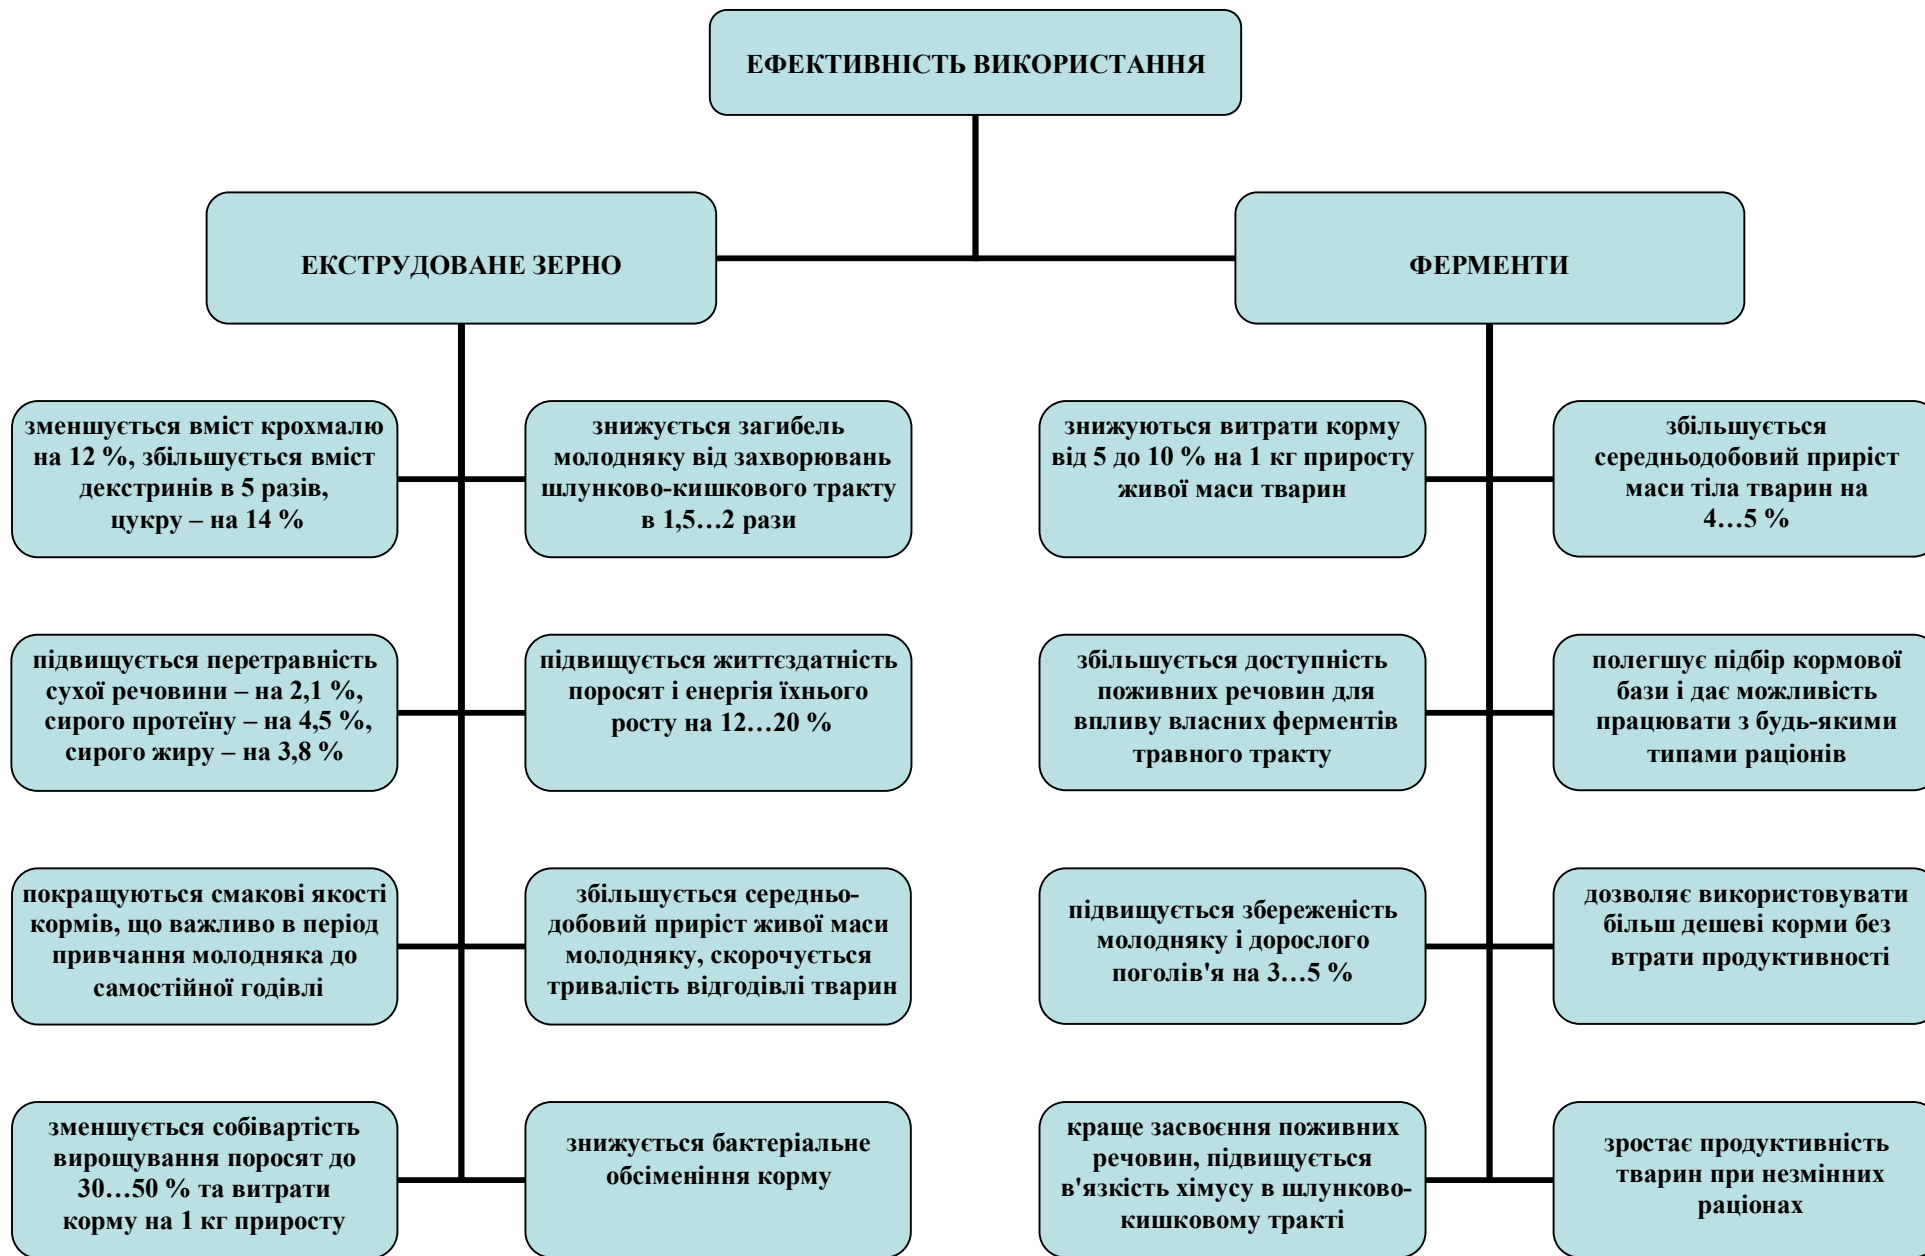 ЕФЕКТИВНІСТЬ ВИКОРИСТАННЯ
ЕКСТРУДОВАНЕ ЗЕРНО
ФЕРМЕНТИ
зменшується вміст крохмалю
на 12 %, збільшується вміст
декстринів в 5 разів,
цукру – на 14 %
знижується загибель
молодняку від захворювань
шлунково-кишкового тракту
в 1,5…2 рази
знижуються витрати корму
від 5 до 10 % на 1 кг приросту
живої маси тварин
збільшується
середньодобовий приріст
маси тіла тварин на
4…5 %
підвищується перетравність
сухої речовини – на 2,1 %,
сирого протеїну – на 4,5 %,
сирого жиру – на 3,8 %
підвищується життєздатність
поросят і енергія їхнього
росту на 12…20 %
збільшується доступність
поживних речовин для
впливу власних ферментів
травного тракту
полегшує підбір кормової
бази і дає можливість
працювати з будь-якими
типами раціонів
покращуються смакові якості
кормів, що важливо в період
привчання молодняка до
самостійної годівлі
збільшується середньо-
добовий приріст живої маси
молодняку, скорочується
тривалість відгодівлі тварин
підвищується збереженість
молодняку і дорослого
поголів'я на 3…5 %
дозволяє використовувати
більш дешеві корми без
втрати продуктивності
зменшується собівартість
вирощування поросят до
30…50 % та витрати
корму на 1 кг приросту
знижується бактеріальне
обсіменіння корму
краще засвоєння поживних
речовин, підвищується
в'язкість хімусу в шлунково-
кишковому тракті
зростає продуктивність
тварин при незмінних
раціонах